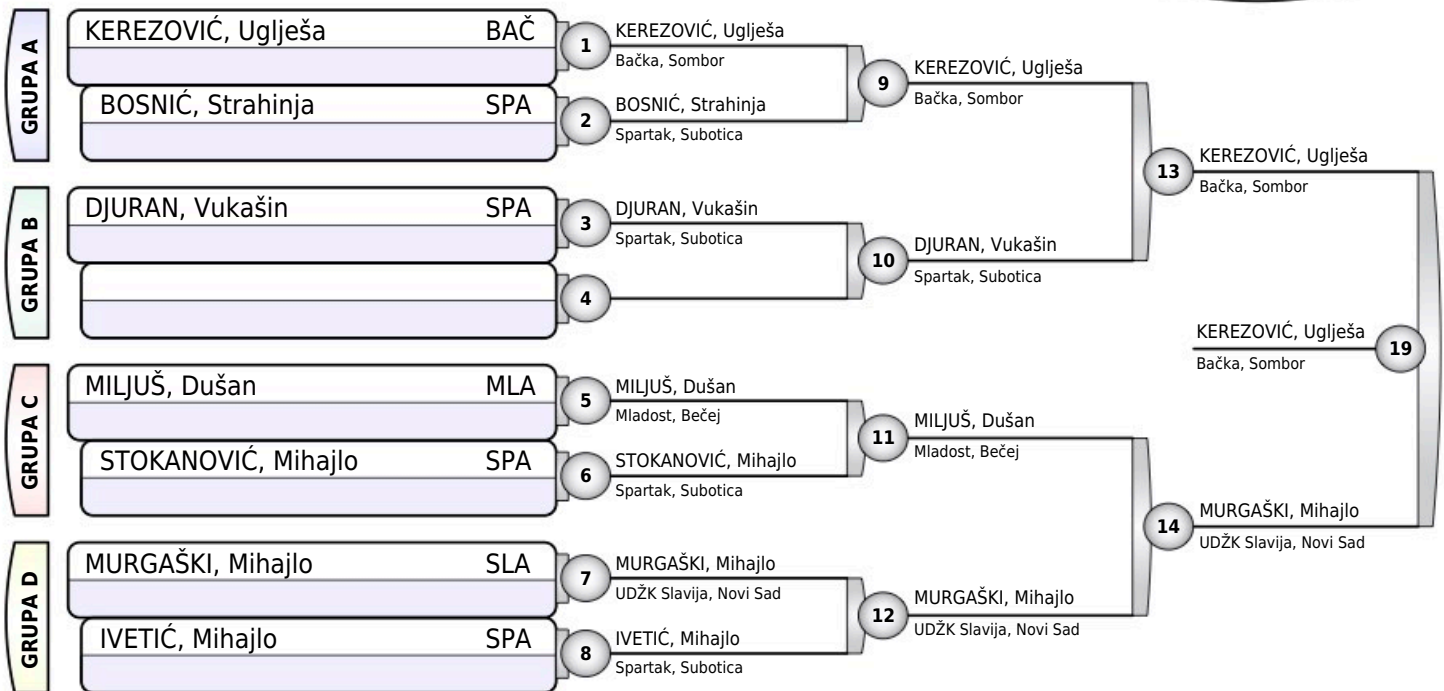 GRUPA A
KEREZOVIĆ, Uglješa BAČ
BOSNIĆ, Strahinja SPA
GRUPA B
DJURAN, Vukašin SPA
GRUPA C
MILJUŠ, Dušan MLA
STOKANOVIĆ, Mihajlo SPA
GRUPA D
MURGAŠKI, Mihajlo SLA
IVETIĆ, Mihajlo SPA
1
KEREZOVIĆ, Uglješa
Bačka, Sombor
2
BOSNIĆ, Strahinja
Spartak, Subotica
3
DJURAN, Vukašin
Spartak, Subotica
4
5
MILJUŠ, Dušan
Mladost, Bečej
6
STOKANOVIĆ, Mihajlo
Spartak, Subotica
7
MURGAŠKI, Mihajlo
UDŽK Slavija, Novi Sad
8
IVETIĆ, Mihajlo
Spartak, Subotica
9
KEREZOVIĆ, Uglješa
Bačka, Sombor
10
DJURAN, Vukašin
Spartak, Subotica
11
MILJUŠ, Dušan
Mladost, Bečej
12
MURGAŠKI, Mihajlo
UDŽK Slavija, Novi Sad
13
KEREZOVIĆ, Uglješa
Bačka, Sombor
14
MURGAŠKI, Mihajlo
UDŽK Slavija, Novi Sad
KEREZOVIĆ, Uglješa
Bačka, Sombor
19